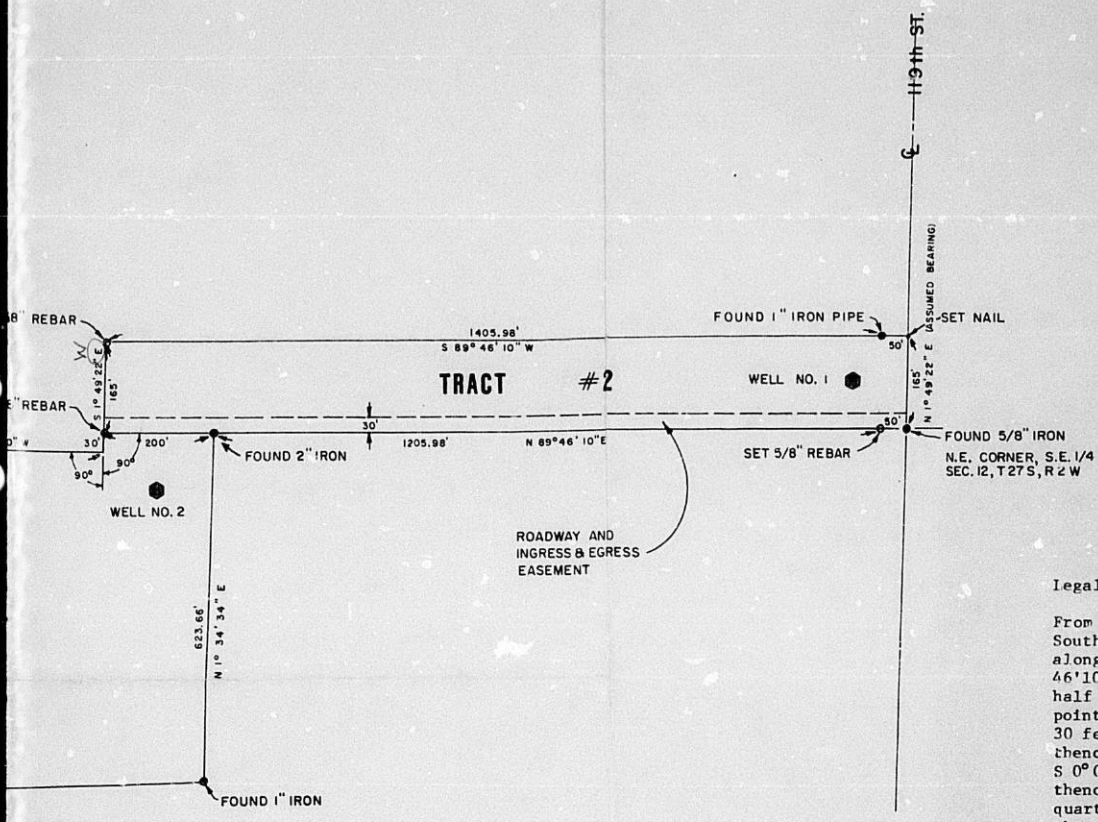 119th ST.
℄
N 1° 49' 22" E (ASSUMED BEARING)
165'
8" REBAR
FOUND 1" IRON PIPE
SET NAIL
1405.98'
50'
S 89° 46' 10" W
W
S 1° 49' 22" E
165'
TRACT #2
WELL NO. 1
" REBAR
30'
50'
0" W
30'
200'
1205.98' N 89° 46' 10" E
FOUND 5/8" IRON
90°
90°
FOUND 2" IRON
SET 5/8" REBAR
N.E. CORNER, S.E. 1/4
SEC. 12, T 27 S, R 2 W
WELL NO. 2
ROADWAY AND
INGRESS & EGRESS
EASEMENT
623.66'
N 1° 34' 34" E
FOUND 1" IRON
Legal
From
South
along
46'10
half
point
30 fe
thenc
S 0° 0
thenc
quart